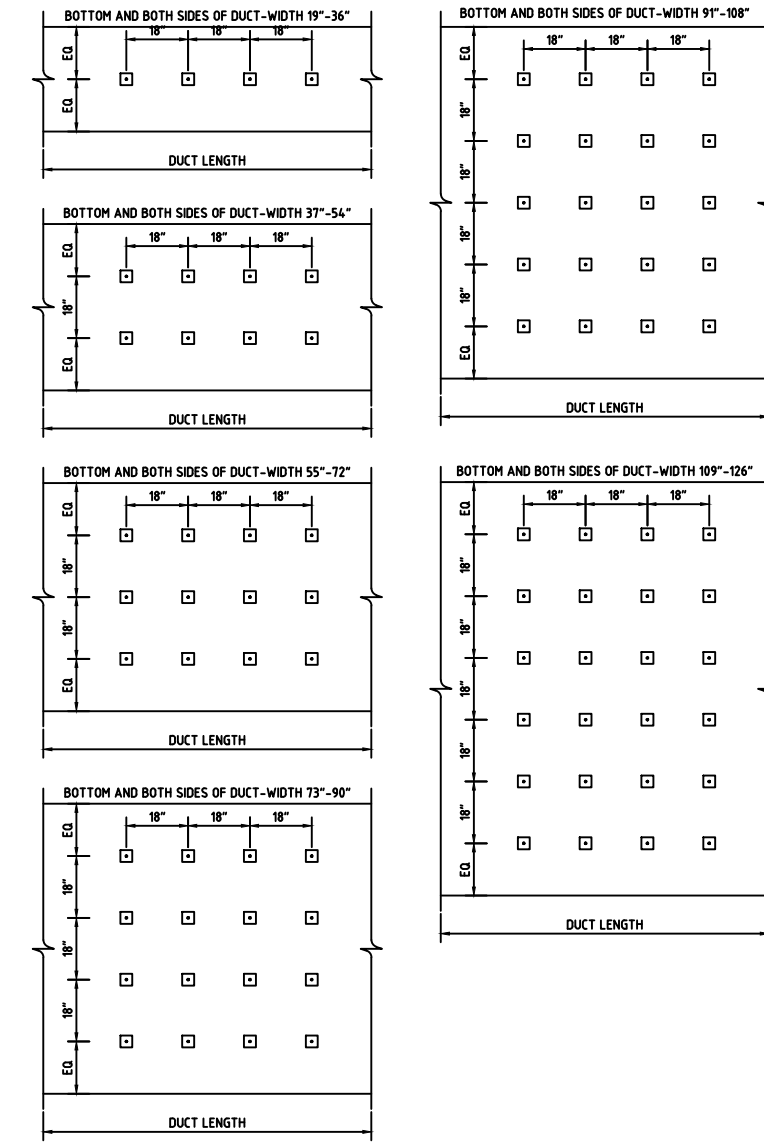 BOTTOM AND BOTH SIDES OF DUCT-WIDTH 19"-36"
18" 18" 18"
EQ
EQ
DUCT LENGTH
BOTTOM AND BOTH SIDES OF DUCT-WIDTH 37"-54"
18" 18" 18"
EQ
18"
EQ
DUCT LENGTH
BOTTOM AND BOTH SIDES OF DUCT-WIDTH 55"-72"
18" 18" 18"
EQ
18"
18"
EQ
DUCT LENGTH
BOTTOM AND BOTH SIDES OF DUCT-WIDTH 73"-90"
18" 18" 18"
EQ
18"
18"
18"
EQ
DUCT LENGTH
BOTTOM AND BOTH SIDES OF DUCT-WIDTH 91"-108"
18" 18" 18"
EQ
18"
18"
18"
18"
EQ
DUCT LENGTH
BOTTOM AND BOTH SIDES OF DUCT-WIDTH 109"-126"
18" 18" 18"
EQ
18"
18"
18"
18"
18"
EQ
DUCT LENGTH